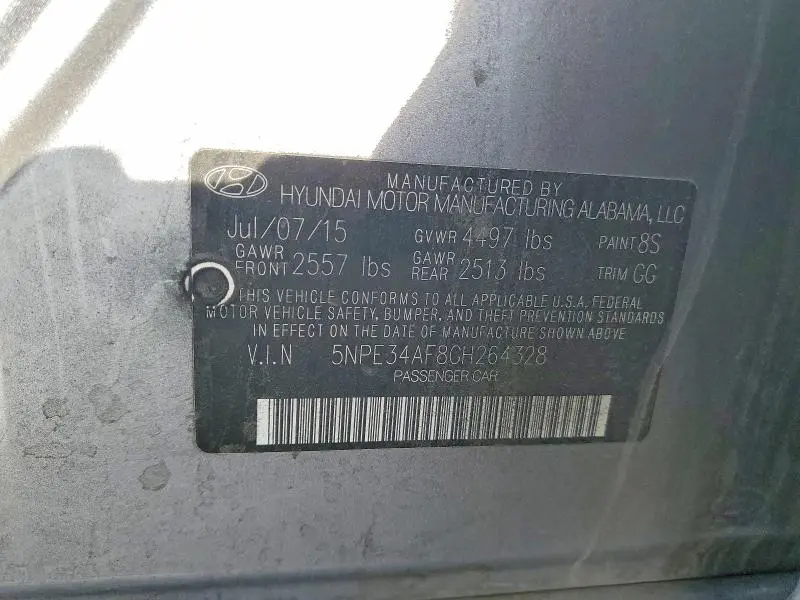 MANUFACTURED BY
HYUNDAI MOTOR MANUFACTURING ALABAMA, LLC
Jul/07/15 GVWR 4497 lbs PAINT 8S
GAWR FRONT 2557 lbs GAWR REAR 2513 lbs TRIM GG
THIS VEHICLE CONFORMS TO ALL APPLICABLE U.S.A. FEDERAL
MOTOR VEHICLE SAFETY, BUMPER, AND THEFT PREVENTION STANDARDS
IN EFFECT ON THE DATE OF MANUFACTURE SHOWN ABOVE.
V.I.N 5NPE34AF8GH264328
PASSENGER CAR